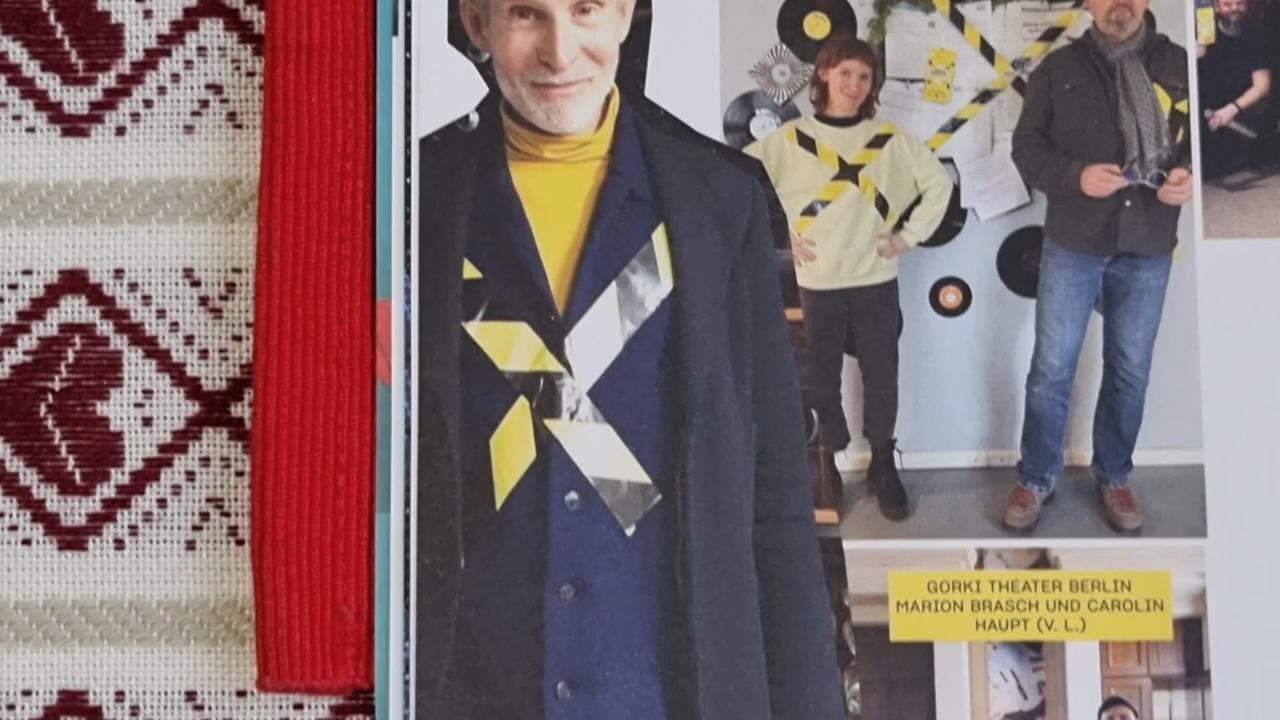 GORKI THEATER BERLIN
MARION BRASCH UND CAROLIN
HAUPT (V. L.)